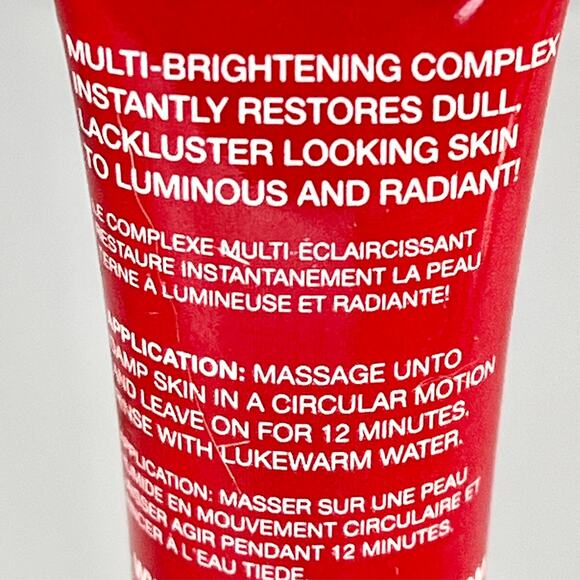 MULTI-BRIGHTENING COMPLEX
INSTANTLY RESTORES DULL,
LACKLUSTER LOOKING SKIN
TO LUMINOUS AND RADIANT!
LE COMPLEXE MULTI ÉCLAIRCISSANT
RESTAURE INSTANTANÉMENT LA PEAU
TERNE À LUMINEUSE ET RADIANTE!
APPLICATION: MASSAGE UNTO
DAMP SKIN IN A CIRCULAR MOTION
AND LEAVE ON FOR 12 MINUTES.
RINSE WITH LUKEWARM WATER.
APPLICATION: MASSER SUR UNE PEAU
HUMIDE EN MOUVEMENT CIRCULAIRE ET
LAISSER AGIR PENDANT 12 MINUTES.
RINCER À L'EAU TIEDE.